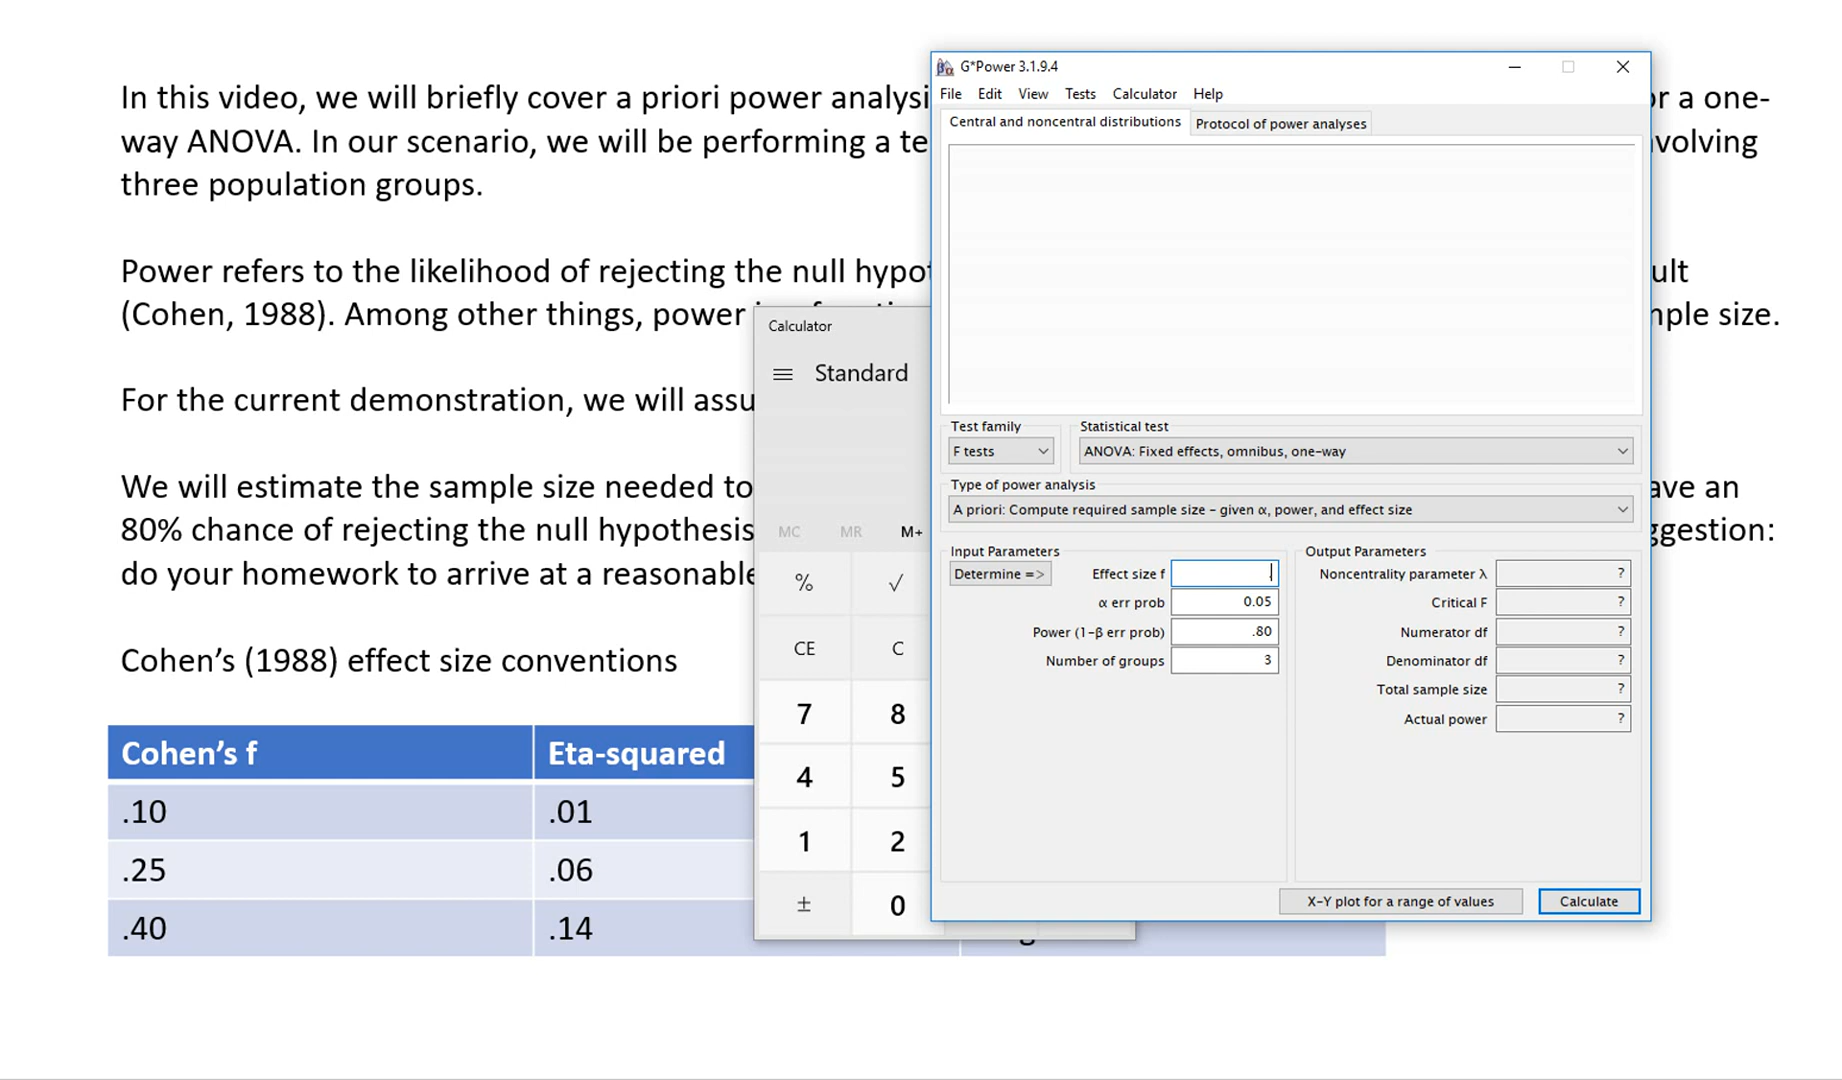 In this video, we will briefly cover a priori power analysi
r a one-
way ANOVA. In our scenario, we will be performing a te
volving
three population groups.
Power refers to the likelihood of rejecting the null hypot
ult
(Cohen, 1988). Among other things, power
mple size.
For the current demonstration, we will assu
We will estimate the sample size needed to
ave an
80% chance of rejecting the null hypothesis
ggestion:
do your homework to arrive at a reasonable
Cohen's (1988) effect size conventions
Cohen's f
Eta-squared
.10
.01
.25
.06
.40
.14
Calculator
Standard
MC
MR
M+
%
√
CE
C
7
8
4
5
1
2
±
0
G*Power 3.1.9.4
File Edit View Tests Calculator Help
Central and noncentral distributions
Protocol of power analyses
Test family
Statistical test
F tests
ANOVA: Fixed effects, omnibus, one-way
Type of power analysis
A priori: Compute required sample size - given α, power, and effect size
Input Parameters
Determine =>
Effect size f
.
α err prob
0.05
Power (1-β err prob)
.80
Number of groups
3
Output Parameters
Noncentrality parameter λ
?
Critical F
?
Numerator df
?
Denominator df
?
Total sample size
?
Actual power
?
X-Y plot for a range of values
Calculate